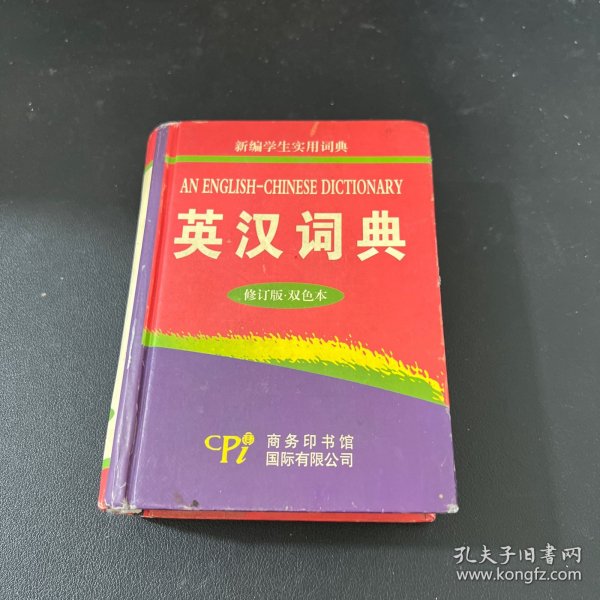 新编学生实用词典
AN ENGLISH-CHINESE DICTIONARY
英汉词典
修订版·双色本
CPi
商务印书馆
国际有限公司
孔夫子旧书网
www.kongfz.com